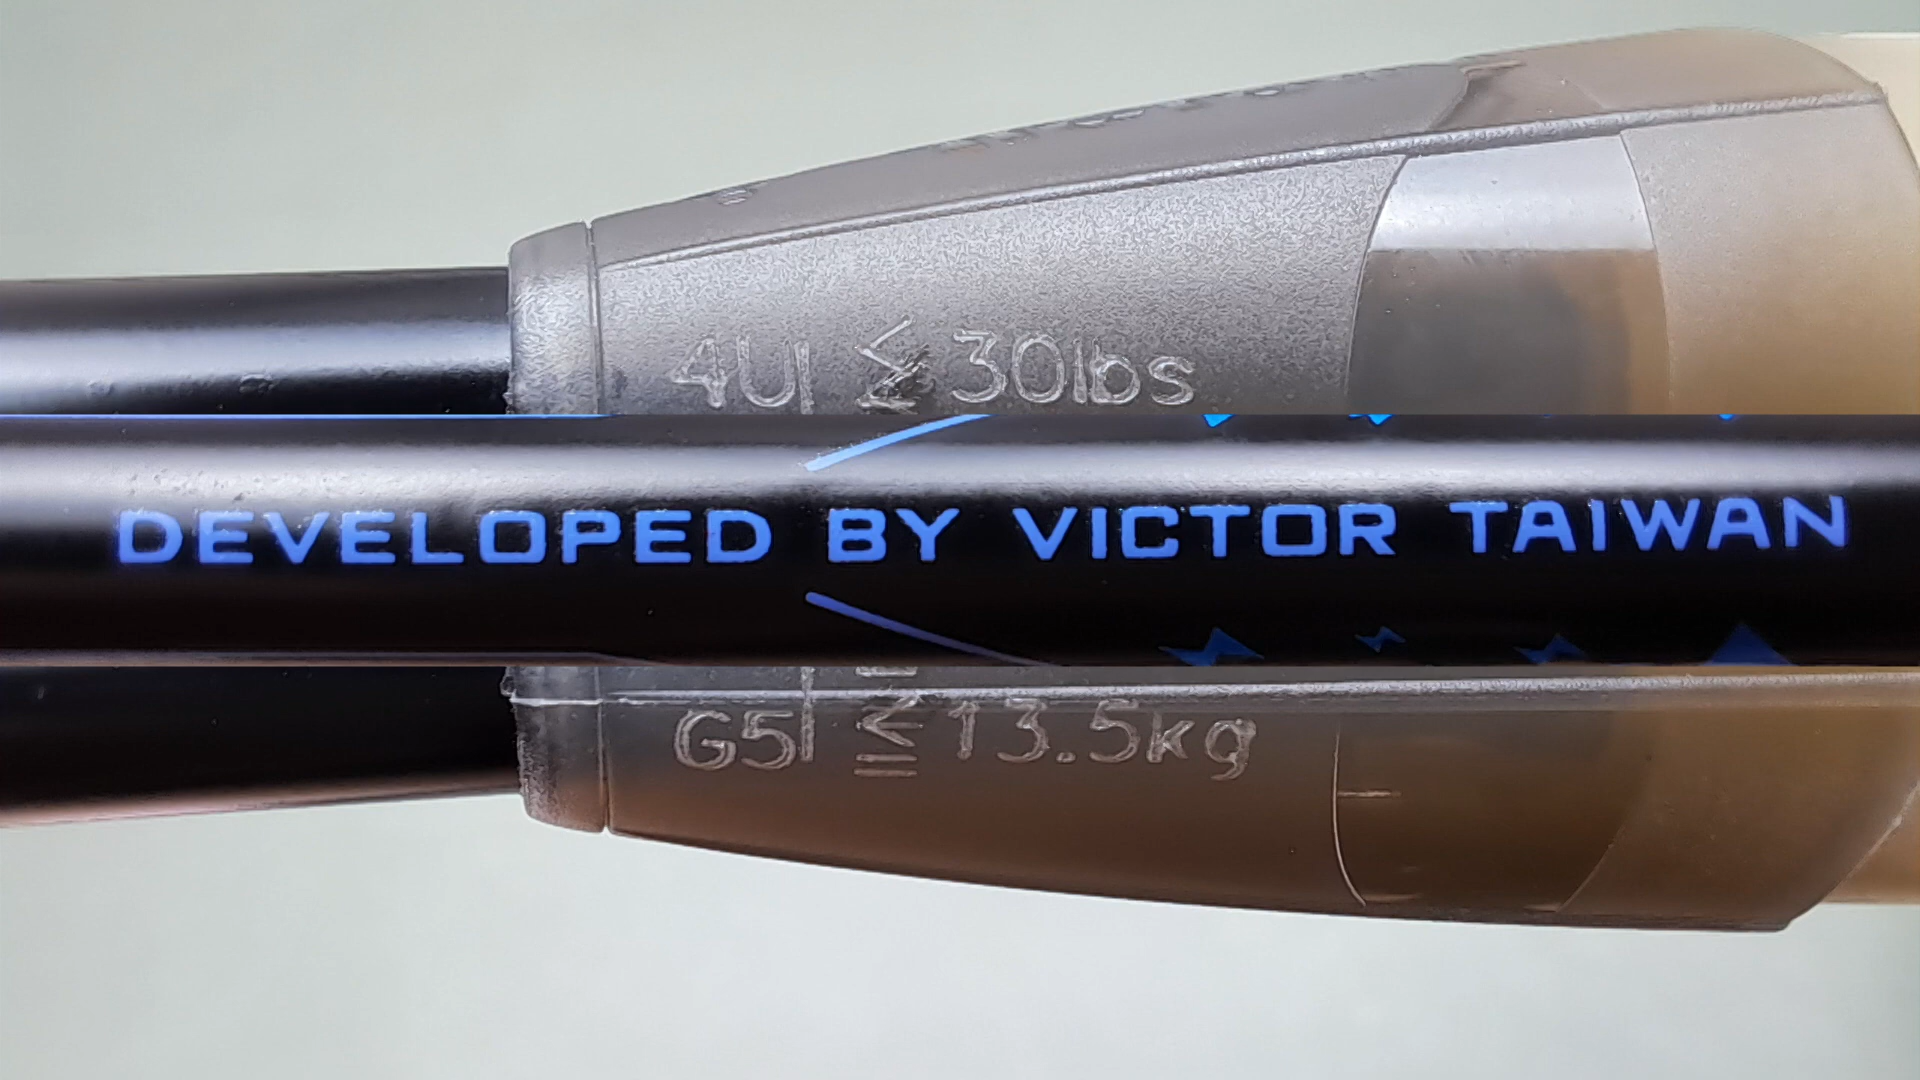 4U ≦ 30lbs
DEVELOPED BY VICTOR TAIWAN
G5 ≦ 13.5kg